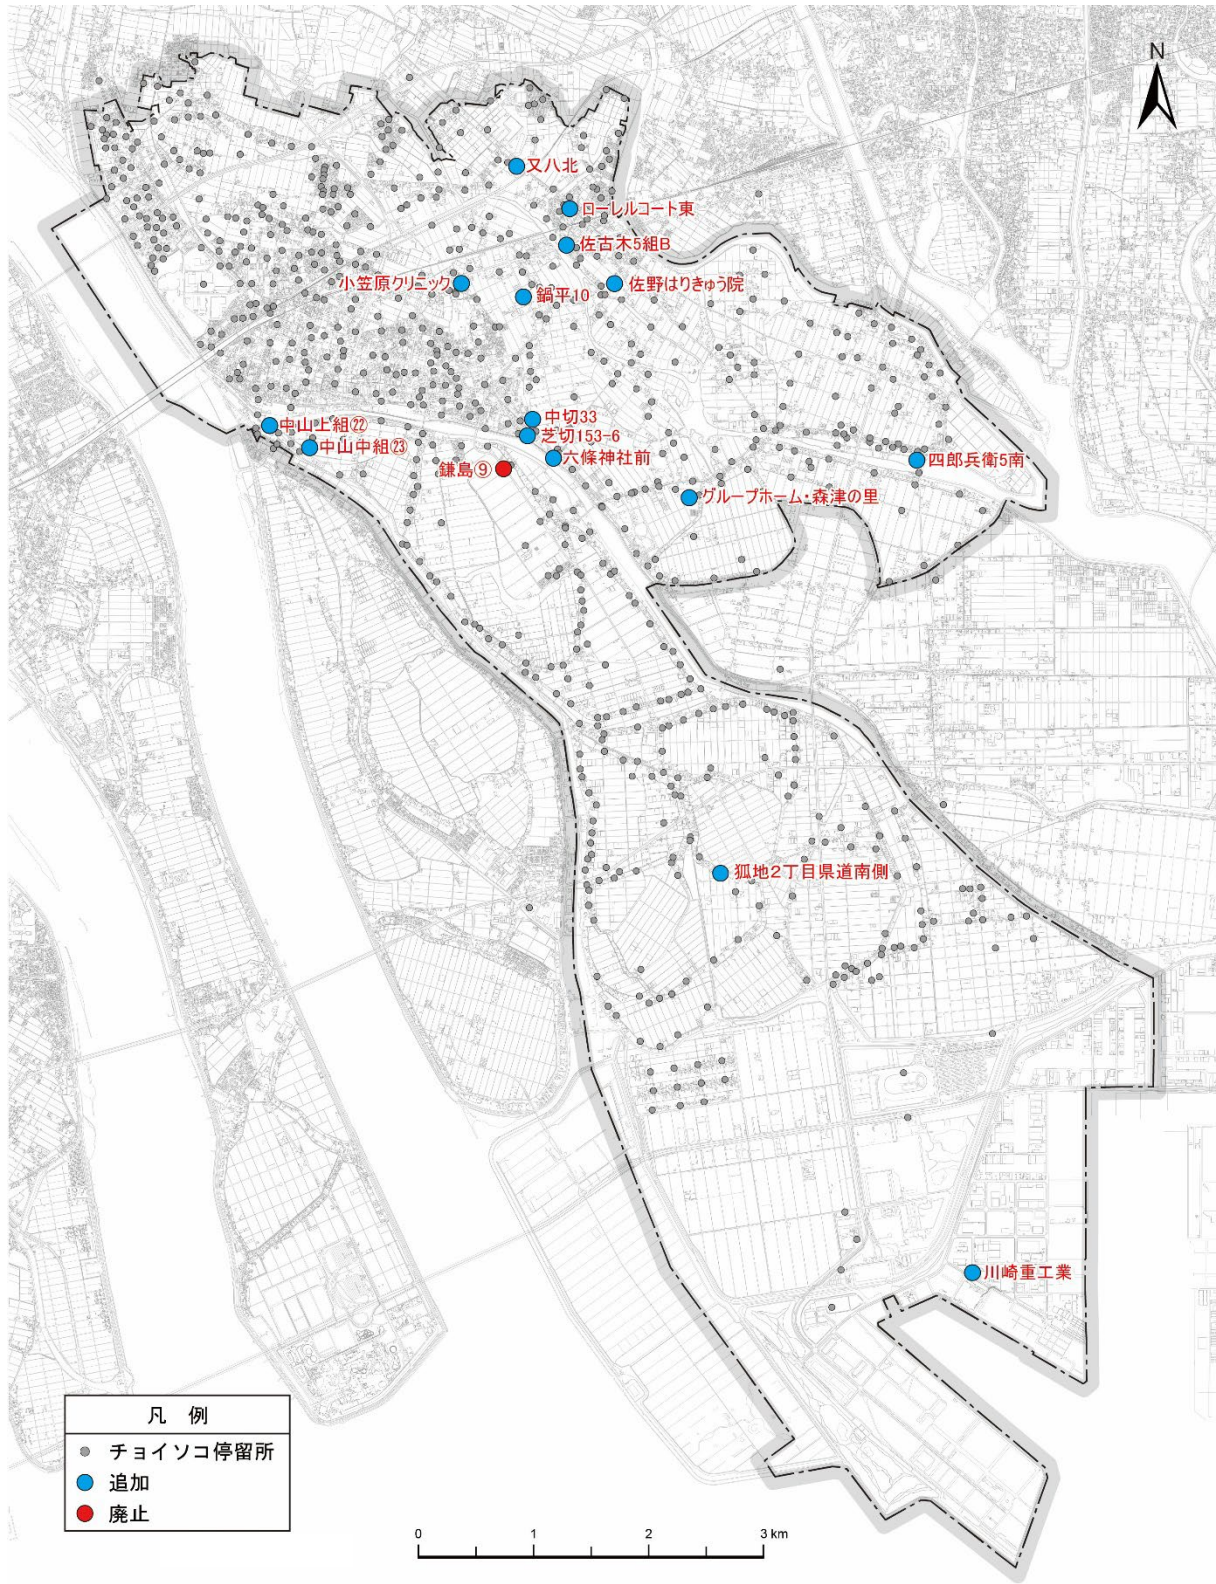 N
又八北
ローレルコート東
佐古木5組B
小笠原クリニック
佐野はりきゅう院
鍋平10
中山上組㉒
中切33
芝切153-6
中山中組㉓
六條神社前
鎌島⑨
四郎兵衛5南
グループホーム・森津の里
狐地2丁目県道南側
川崎重工業
凡 例
チョイソコ停留所
追加
廃止
0 1 2 3 km